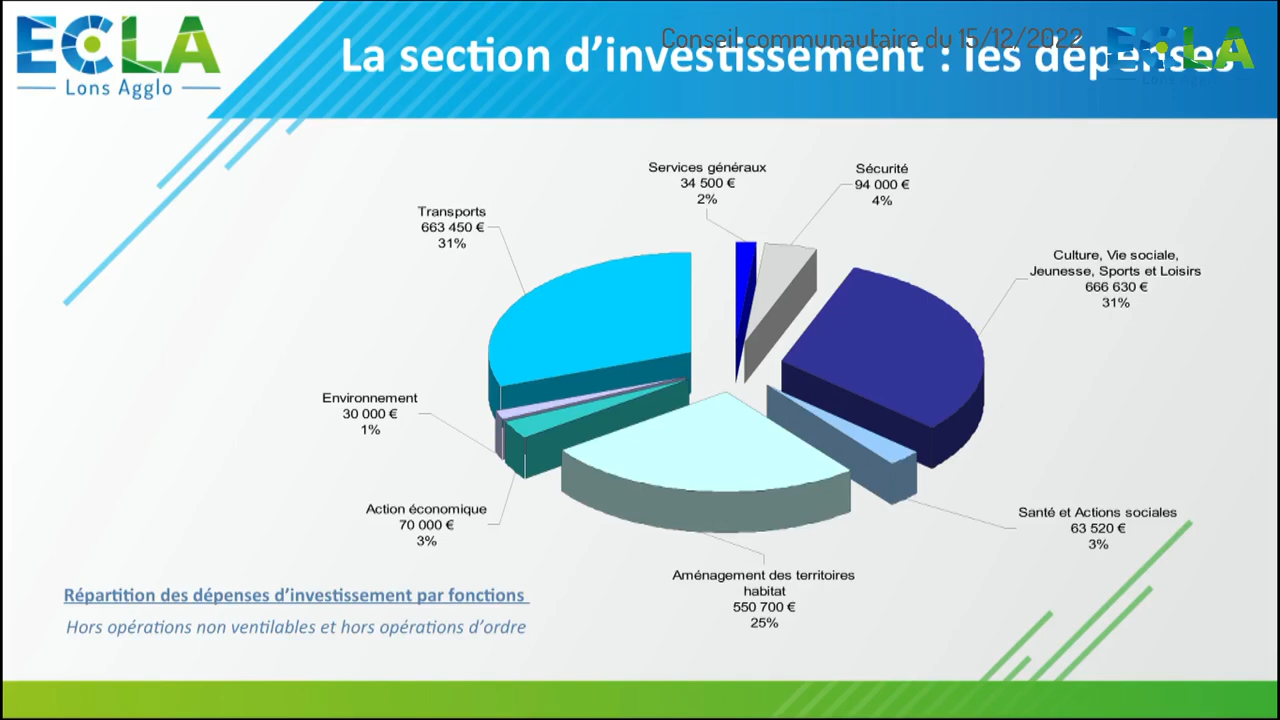 ECLA
Lons Agglo
Conseil communautaire du 15/12/2022
La section d'investissement : les dépenses
ECLA
Lons Agglo
Services généraux
34 500 €
2%
Sécurité
94 000 €
4%
Transports
663 450 €
31%
Culture, Vie sociale,
Jeunesse, Sports et Loisirs
666 630 €
31%
Environnement
30 000 €
1%
Action économique
70 000 €
3%
Santé et Actions sociales
63 520 €
3%
Aménagement des territoires
habitat
550 700 €
25%
Répartition des dépenses d'investissement par fonctions
Hors opérations non ventilables et hors opérations d'ordre